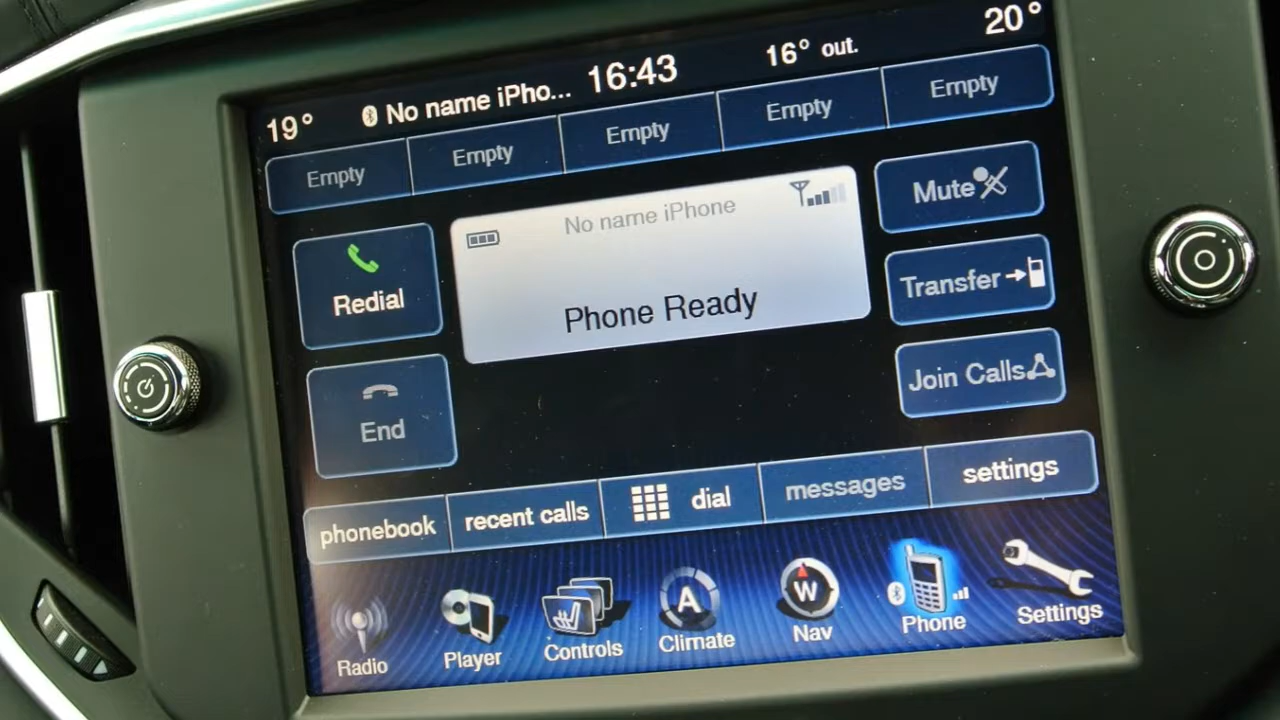 19° No name iPho... 16:43 16° out. 20°
Empty Empty Empty Empty Empty
No name iPhone
Phone Ready
Redial
End
Mute
Transfer
Join Calls
phonebook recent calls dial messages settings
Radio Player Controls Climate Nav Phone Settings
A
W